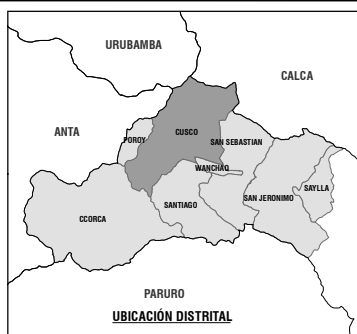 URUBAMBA
CALCA
ANTA
POROY
CUSCO
SAN SEBASTIAN
WANCHAQ
SAYLLA
SAN JERONIMO
SANTIAGO
CCORCA
PARURO
UBICACIÓN DISTRITAL